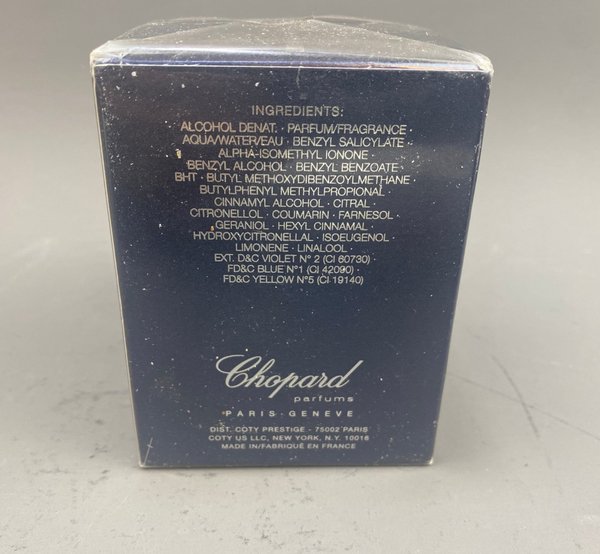 INGREDIENTS:
ALCOHOL DENAT. · PARFUM/FRAGRANCE ·
AQUA/WATER/EAU · BENZYL SALICYLATE ·
ALPHA-ISOMETHYL IONONE ·
BENZYL ALCOHOL · BENZYL BENZOATE ·
BHT · BUTYL METHOXYDIBENZOYLMETHANE ·
BUTYLPHENYL METHYLPROPIONAL ·
CINNAMYL ALCOHOL · CITRAL ·
CITRONELLOL · COUMARIN · FARNESOL ·
GERANIOL · HEXYL CINNAMAL ·
HYDROXYCITRONELLAL · ISOEUGENOL ·
LIMONENE · LINALOOL ·
EXT. D&C VIOLET N° 2 (CI 60730) ·
FD&C BLUE N°1 (CI 42090) ·
FD&C YELLOW N°5 (CI 19140)
Chopard
parfums
PARIS - GENEVE
DIST. COTY PRESTIGE - 75002 PARIS
COTY US LLC, NEW YORK, N.Y. 10016
MADE IN/FABRIQUÉ EN FRANCE